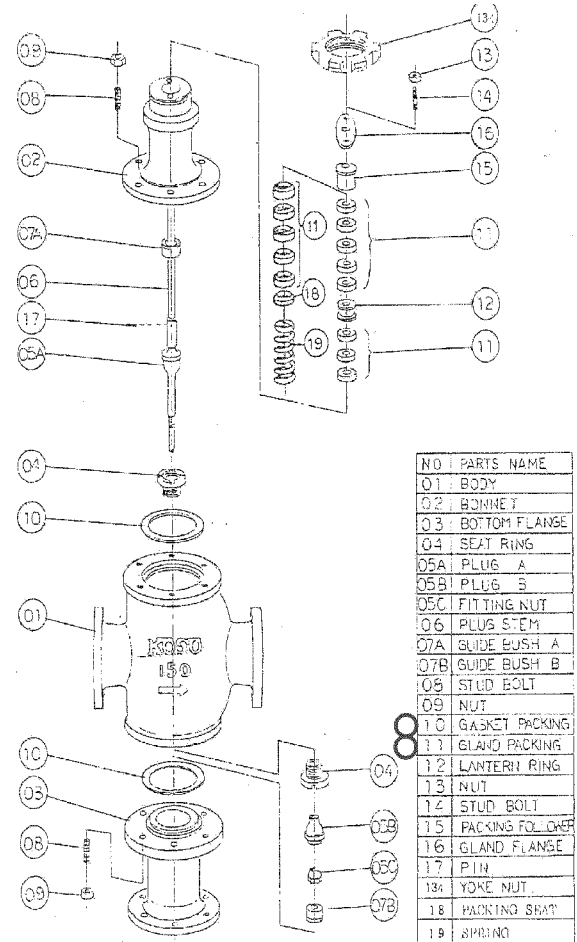 09
08
02
07A
06
17
05A
04
10
01
150
10
03
08
09
13A
13
14
16
15
11
11
12
18
19
11
04
05B
05C
07B
NO PARTS NAME
01 BODY
02 BONNET
03 BOTTOM FLANGE
04 SEAT RING
05A PLUG A
05B PLUG B
05C FITTING NUT
06 PLUG STEM
07A GUIDE BUSH A
07B GUIDE BUSH B
08 STUD BOLT
09 NUT
10 GASKET PACKING
11 GLAND PACKING
12 LANTERN RING
13 NUT
14 STUD BOLT
15 PACKING FOLLOWER
16 GLAND FLANGE
17 PIN
13A YOKE NUT
18 PACKING SEAT
19 SPRING